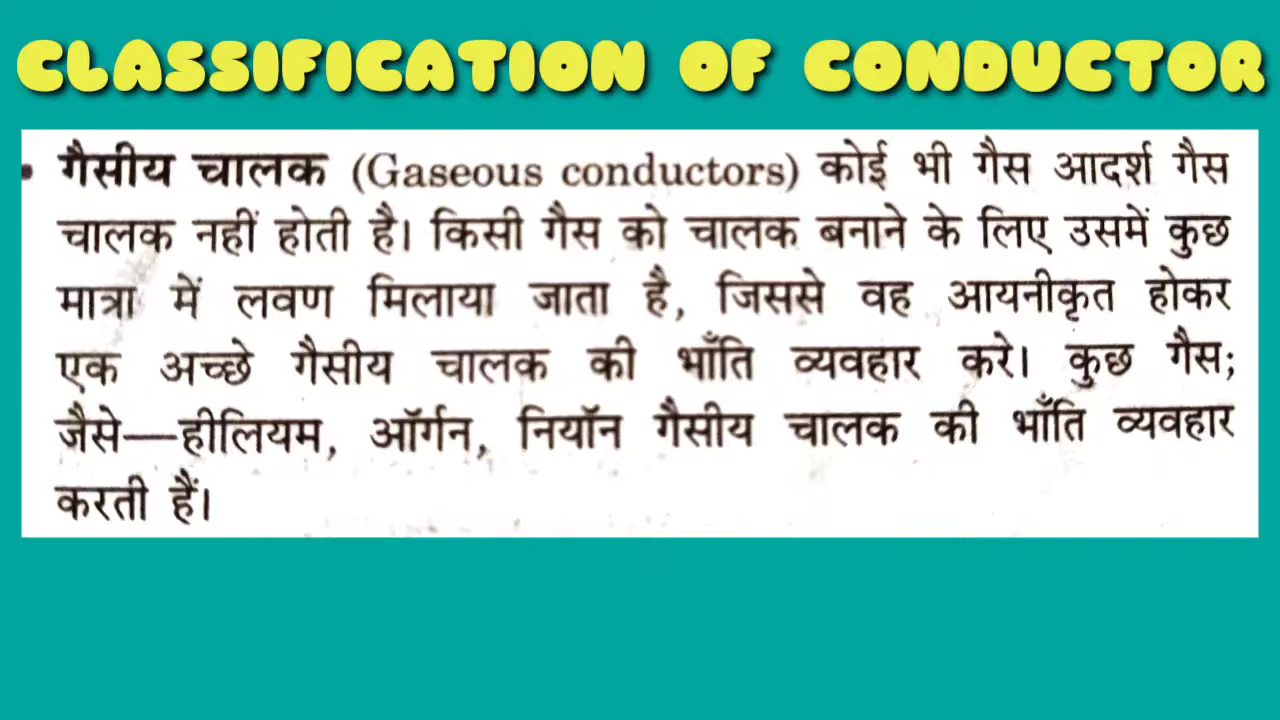 CLASSIFICATION OF CONDUCTOR
• गैसीय चालक (Gaseous conductors) कोई भी गैस आदर्श गैस
चालक नहीं होती है। किसी गैस को चालक बनाने के लिए उसमें कुछ
मात्रा में लवण मिलाया जाता है, जिससे वह आयनीकृत होकर
एक अच्छे गैसीय चालक की भाँति व्यवहार करे। कुछ गैस;
जैसे—हीलियम, ऑर्गन, नियॉन गैसीय चालक की भाँति व्यवहार
करती हैं।